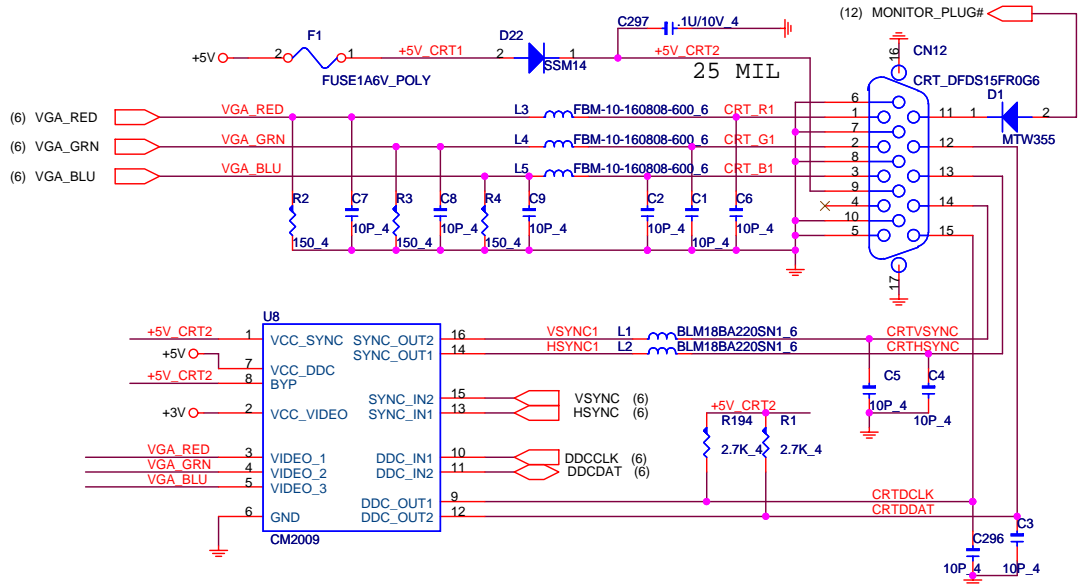 (12) MONITOR_PLUG#
C297 .1U/10V_4
F1 D22 CN12
+5V 2 1 +5V_CRT1 2 1 +5V_CRT2 16
FUSE1A6V_POLY SSM14 25 MIL CRT_DFDS15FR0G6
D1
(6) VGA_RED VGA_RED L3 FBM-10-160808-600_6 CRT_R1 6 1 11 1 2
MTW355
(6) VGA_GRN VGA_GRN L4 FBM-10-160808-600_6 CRT_G1 7 2 12
(6) VGA_BLU VGA_BLU L5 FBM-10-160808-600_6 CRT_B1 8 3 13
9
R2 C7 R3 C8 R4 C9 C2 C1 C6 4 14
10
150_4 10P_4 150_4 10P_4 150_4 10P_4 10P_4 10P_4 10P_4 5 15
17
U8
+5V_CRT2 1 VCC_SYNC SYNC_OUT2 16 VSYNC1 L1 BLM18BA220SN1_6 CRTVSYNC
+5V SYNC_OUT1 14 HSYNC1 L2 BLM18BA220SN1_6 CRTHSYNC
7 VCC_DDC
+5V_CRT2 8 BYP
C5 C4
SYNC_IN2 15 VSYNC (6)
+3V 2 VCC_VIDEO SYNC_IN1 13 HSYNC (6)
10P_4 10P_4
+5V_CRT2
R194 R1
2.7K_4 2.7K_4
VGA_RED 3 VIDEO_1 DDC_IN1 10 DDCCLK (6)
VGA_GRN 4 VIDEO_2 DDC_IN2 11 DDCDAT (6)
VGA_BLU 5 VIDEO_3
DDC_OUT1 9 CRTDCLK
6 GND DDC_OUT2 12 CRTDDAT
CM2009
C296 C3
10P_4 10P_4